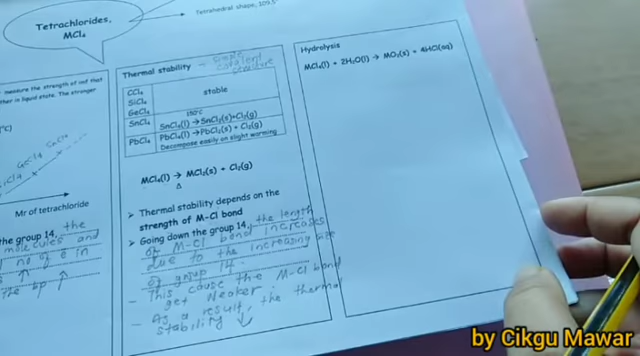 Tetrachlorides,
MCl₄
Tetrahedral shape, 109.5°
measure the strength of imf that
ther in liquid state. The stronger
(°C)
GeCl₄
Mr of tetrachloride
the group 14, the
molecules and
no of e in
s ↑
The bp ↑
Thermal stability → simple
covalent
structure
CCl₄
SiCl₄
GeCl₄
stable
SnCl₄
150°C
SnCl₄(l) → SnCl₂(s)+Cl₂(g)
PbCl₄
PbCl₄(l) → PbCl₂(s) + Cl₂(g)
Decompose easily on slight warming
MCl₄(l) → MCl₂(s) + Cl₂(g)
Δ
➢ Thermal stability depends on the
strength of M-Cl bond
➢ Going down the group 14, the length
of M-Cl bond increases
due to the increasing size
of group 14.
- This cause the M-Cl bond
get weaker.
- As a result, the thermal
stability ↓
Hydrolysis
MCl₄(l) + 2H₂O(l) → MO₂(s) + 4HCl(aq)
by Cikgu Mawar